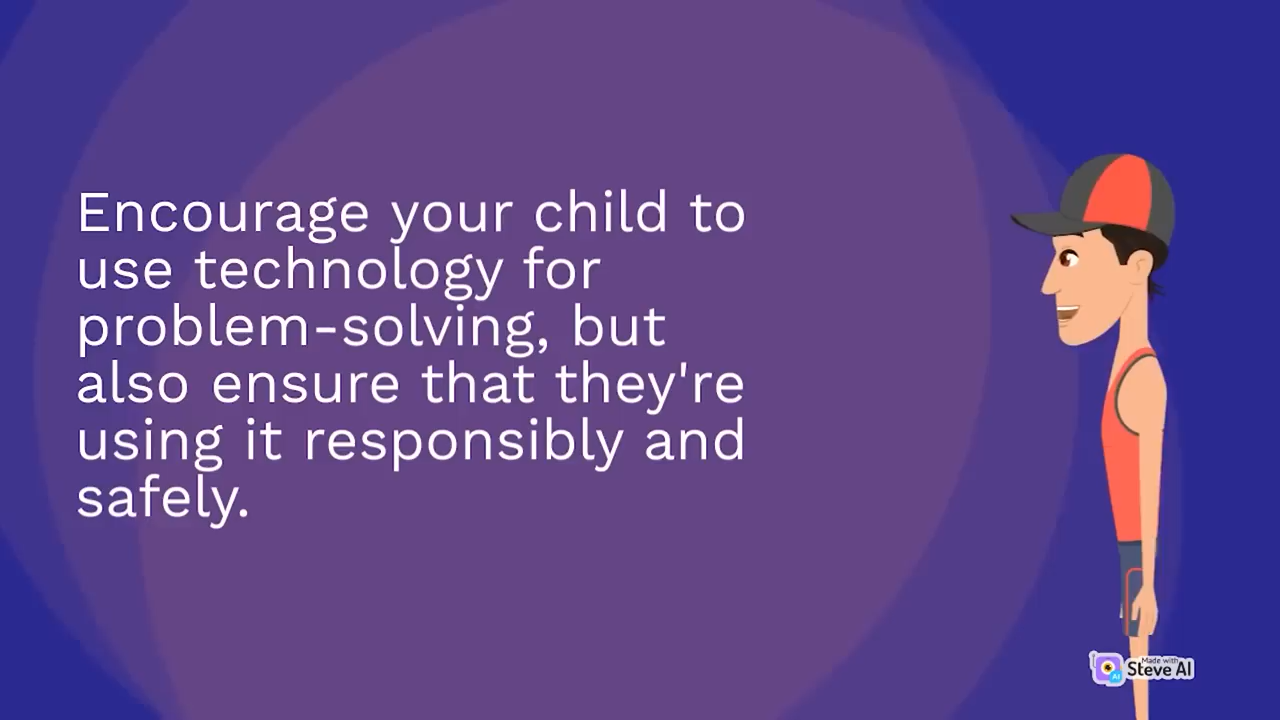 Encourage your child to
use technology for
problem-solving, but
also ensure that they're
using it responsibly and
safely.
Made with
Steve AI
AI